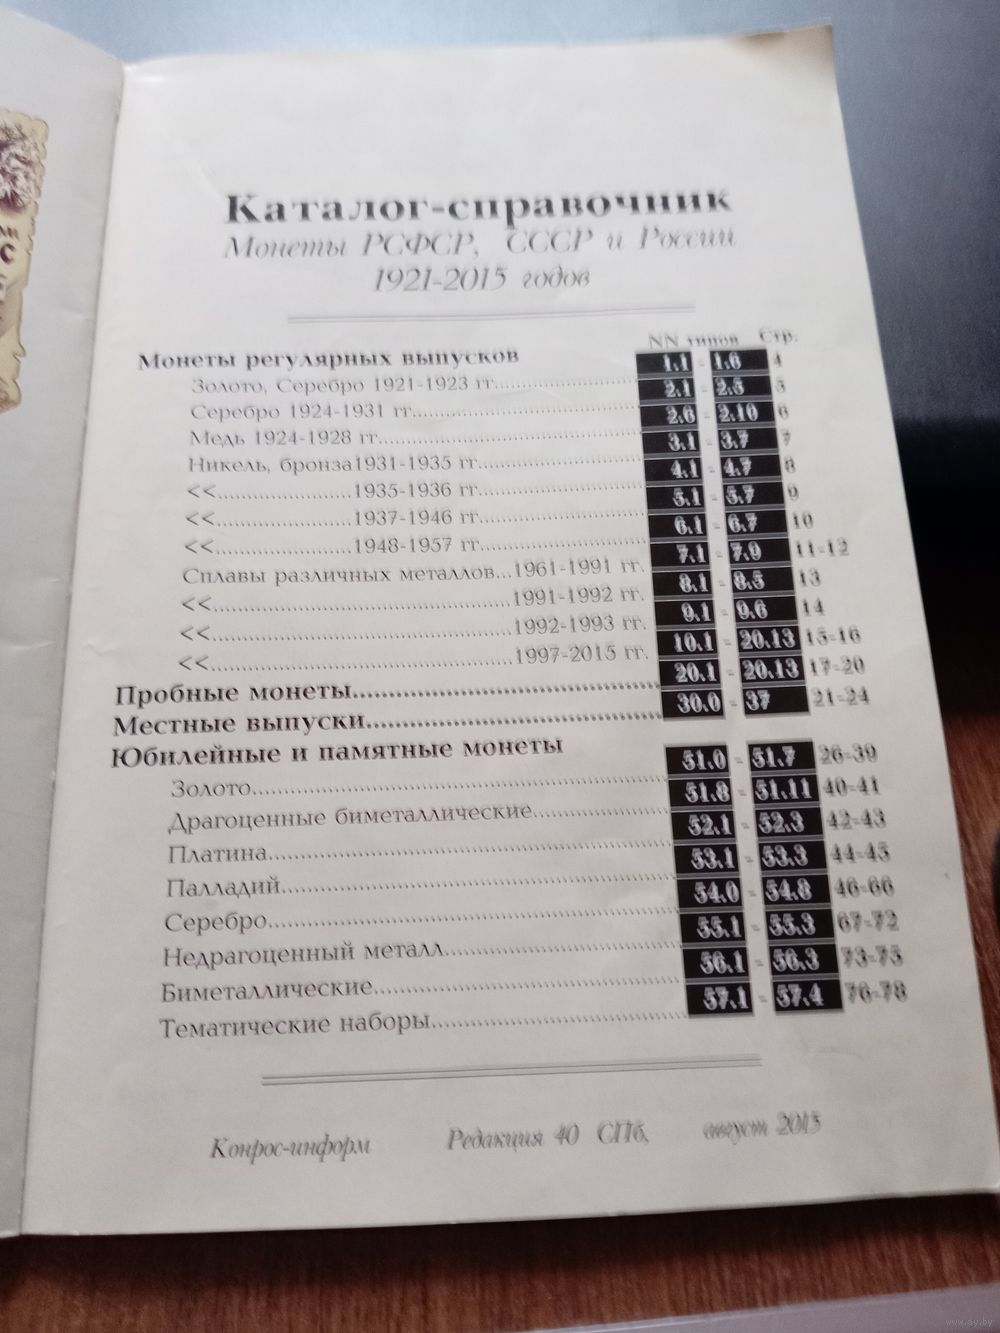 Каталог-справочник
Монеты РСФСР, СССР и России
1921-2015 годов
NN типов Стр.
Монеты регулярных выпусков
Золото, Серебро 1921-1923 гг. 1.1 - 1.6 4
Серебро 1924-1931 гг. 2.1 - 2.5 5
Медь 1924-1928 гг. 2.6 - 2.10 6
Никель, бронза1931-1935 гг. 3.1 - 3.7 7
<<.....................1935-1936 гг. 4.1 - 4.7 8
<<.....................1937-1946 гг. 5.1 - 5.7 9
<<.....................1948-1957 гг. 6.1 - 6.7 10
Сплавы различных металлов...1961-1991 гг. 7.1 - 7.9 11-12
<<.....................1991-1992 гг. 8.1 - 8.5 13
<<.....................1992-1993 гг. 9.1 - 9.6 14
<<.....................1997-2015 гг. 10.1 - 20.13 15-16
Пробные монеты..... 20.1 - 20.13 17-20
Местные выпуски..... 30.0 - 37 21-24
Юбилейные и памятные монеты
Золото..... 51.0 - 51.7 26-39
Драгоценные биметаллические..... 51.8 - 51.11 40-41
Платина..... 52.1 - 52.3 42-43
Палладий..... 53.1 - 53.3 44-45
Серебро..... 54.0 - 54.8 46-66
Недрагоценный металл..... 55.1 - 55.3 67-72
Биметаллические..... 56.1 - 56.3 73-75
Тематические наборы..... 57.1 - 57.4 76-78
Конрос-информ Редакция 40 СПб, август 2015
www.ay.by